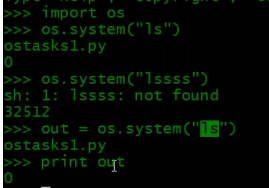 >>> import os
>>> os.system("ls")
ostasks1.py
0
>>> os.system("lssss")
sh: 1: lssss: not found
32512
>>> out = os.system("ls")
ostasks1.py
>>> print out
0